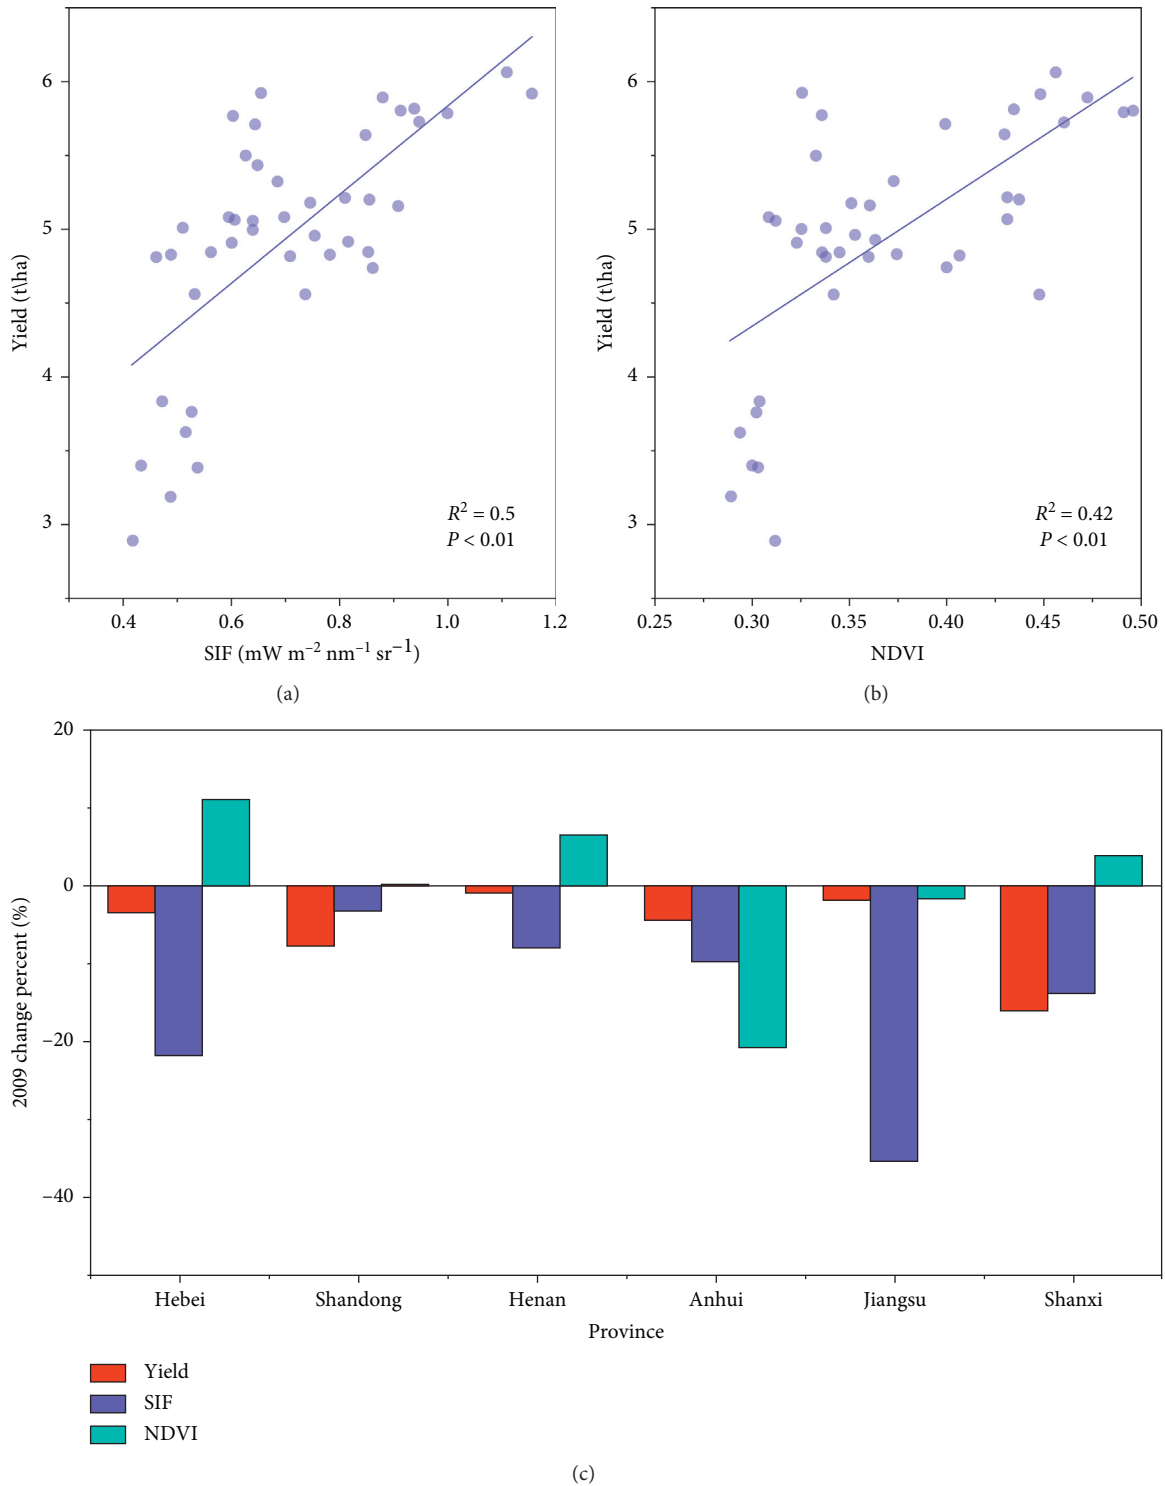 6
5
4
3
Yield (t\ha)
R² = 0.5
P < 0.01
0.4 0.6 0.8 1.0 1.2
SIF (mW m⁻² nm⁻¹ sr⁻¹)
(a)
6
5
4
3
Yield (t\ha)
R² = 0.42
P < 0.01
0.25 0.30 0.35 0.40 0.45 0.50
NDVI
(b)
20
0
−20
−40
2009 change percent (%)
Hebei Shandong Henan Anhui Jiangsu Shanxi
Province
Yield
SIF
NDVI
(c)